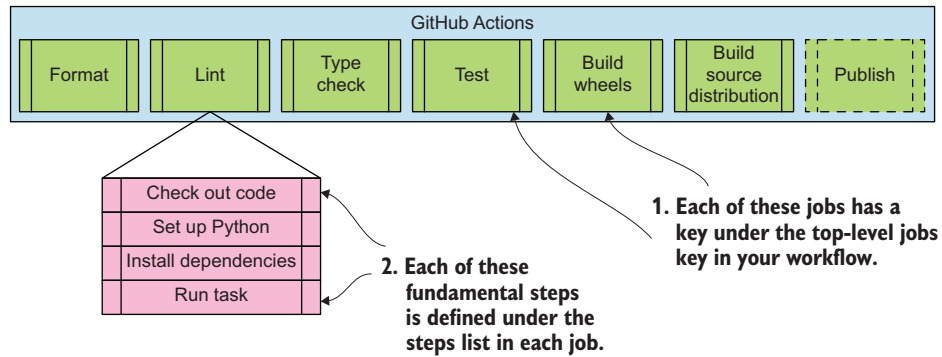 GitHub Actions
Format
Lint
Type
check
Test
Build
wheels
Build
source
distribution
Publish
Check out code
Set up Python
Install dependencies
Run task
1. Each of these jobs has a
key under the top-level jobs
key in your workflow.
2. Each of these
fundamental steps
is defined under the
steps list in each job.